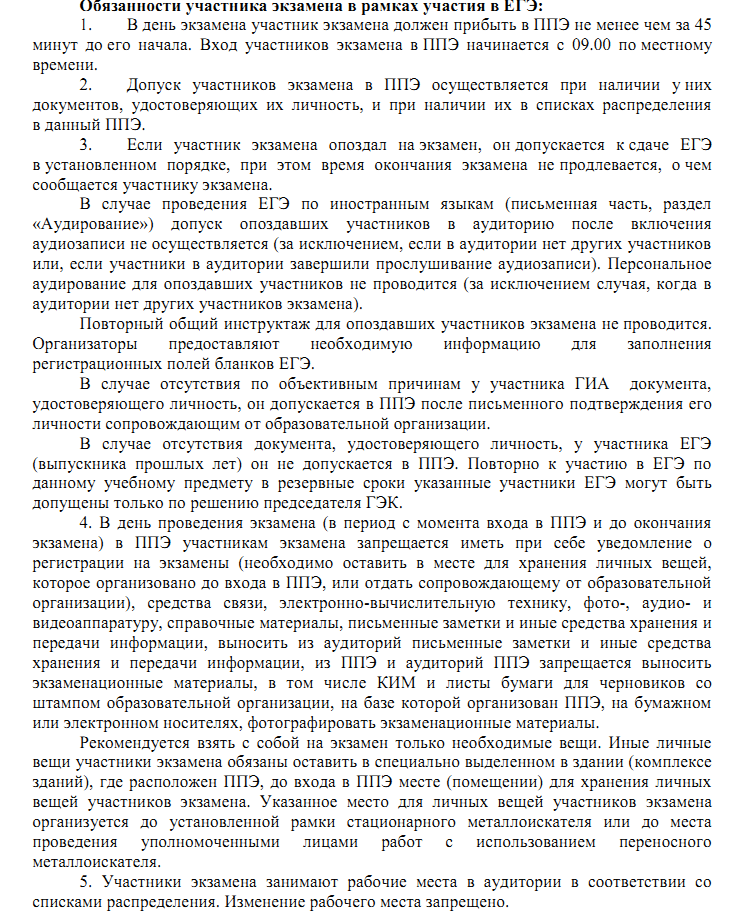 Обязанности участника экзамена в рамках участия в ЕГЭ:
1. В день экзамена участник экзамена должен прибыть в ППЭ не менее чем за 45
минут до его начала. Вход участников экзамена в ППЭ начинается с 09.00 по местному
времени.
2. Допуск участников экзамена в ППЭ осуществляется при наличии у них
документов, удостоверяющих их личность, и при наличии их в списках распределения
в данный ППЭ.
3. Если участник экзамена опоздал на экзамен, он допускается к сдаче ЕГЭ
в установленном порядке, при этом время окончания экзамена не продлевается, о чем
сообщается участнику экзамена.
В случае проведения ЕГЭ по иностранным языкам (письменная часть, раздел
«Аудирование») допуск опоздавших участников в аудиторию после включения
аудиозаписи не осуществляется (за исключением, если в аудитории нет других участников
или, если участники в аудитории завершили прослушивание аудиозаписи). Персональное
аудирование для опоздавших участников не проводится (за исключением случая, когда в
аудитории нет других участников экзамена).
Повторный общий инструктаж для опоздавших участников экзамена не проводится.
Организаторы предоставляют необходимую информацию для заполнения
регистрационных полей бланков ЕГЭ.
В случае отсутствия по объективным причинам у участника ГИА документа,
удостоверяющего личность, он допускается в ППЭ после письменного подтверждения его
личности сопровождающим от образовательной организации.
В случае отсутствия документа, удостоверяющего личность, у участника ЕГЭ
(выпускника прошлых лет) он не допускается в ППЭ. Повторно к участию в ЕГЭ по
данному учебному предмету в резервные сроки указанные участники ЕГЭ могут быть
допущены только по решению председателя ГЭК.
4. В день проведения экзамена (в период с момента входа в ППЭ и до окончания
экзамена) в ППЭ участникам экзамена запрещается иметь при себе уведомление о
регистрации на экзамены (необходимо оставить в месте для хранения личных вещей,
которое организовано до входа в ППЭ, или отдать сопровождающему от образовательной
организации), средства связи, электронно-вычислительную технику, фото-, аудио- и
видеоаппаратуру, справочные материалы, письменные заметки и иные средства хранения и
передачи информации, выносить из аудиторий письменные заметки и иные средства
хранения и передачи информации, из ППЭ и аудиторий ППЭ запрещается выносить
экзаменационные материалы, в том числе КИМ и листы бумаги для черновиков со
штампом образовательной организации, на базе которой организован ППЭ, на бумажном
или электронном носителях, фотографировать экзаменационные материалы.
Рекомендуется взять с собой на экзамен только необходимые вещи. Иные личные
вещи участники экзамена обязаны оставить в специально выделенном в здании (комплексе
зданий), где расположен ППЭ, до входа в ППЭ месте (помещении) для хранения личных
вещей участников экзамена. Указанное место для личных вещей участников экзамена
организуется до установленной рамки стационарного металлоискателя или до места
проведения уполномоченными лицами работ с использованием переносного
металлоискателя.
5. Участники экзамена занимают рабочие места в аудитории в соответствии со
списками распределения. Изменение рабочего места запрещено.